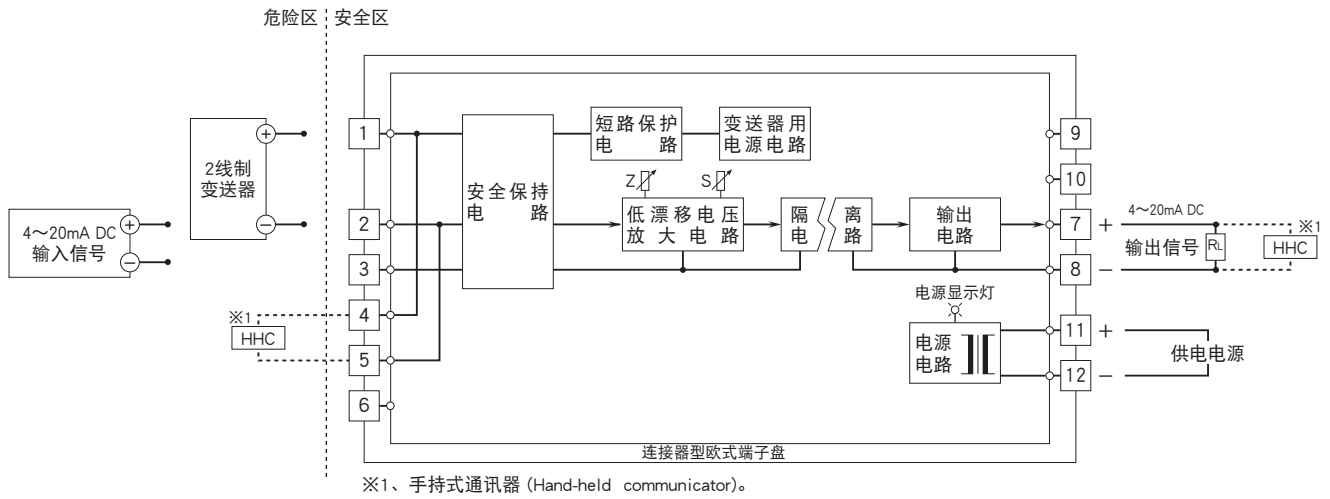 危险区 安全区
1
2
3
4
5
6
2线制
变送器
+
−
4～20mA DC
输入信号
+
−
※1
HHC
安全保持
电路
短路保护
电路
变送器用
电源电路
Z
S
低漂移电压
放大电路
隔离
电路
输出
电路
电源显示灯
电源
电路
9
10
7 +
8 −
11 +
12 −
4～20mA DC
输出信号
RL
※1
HHC
供电电源
连接器型欧式端子盘
※1、手持式通讯器 (Hand-held communicator)。